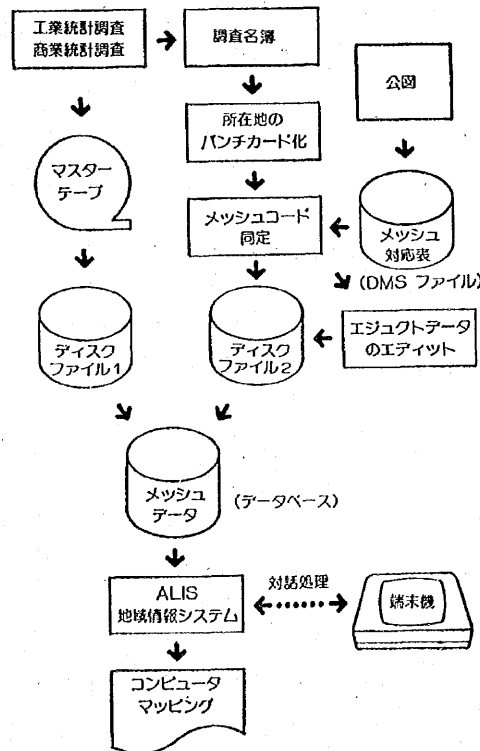 工業統計調査
商業統計調査
調査名簿
公図
所在地の
パンチカード化
マスター
テープ
メッシュコード
同定
メッシュ
対応表
(DMS ファイル)
ディスク
ファイル1
ディスク
ファイル2
エジェクトデータ
のエディット
メッシュ
データ
(データベース)
ALIS
地域情報システム
対話処理
端末機
コンピュータ
マッピング